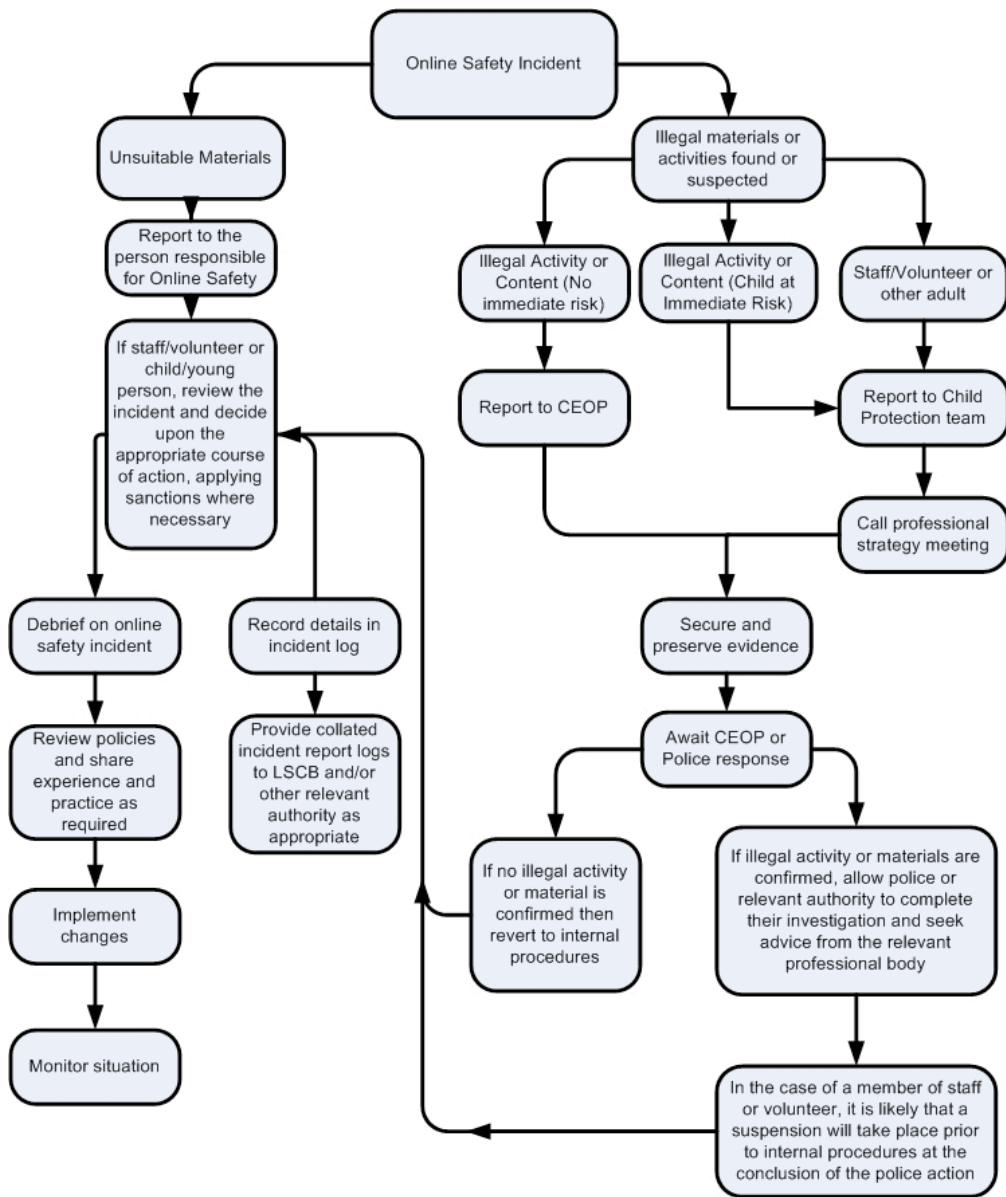 Online Safety Incident
Unsuitable Materials
Report to the
person responsible
for Online Safety
If staff/volunteer or
child/young
person, review the
incident and decide
upon the
appropriate course
of action, applying
sanctions where
necessary
Debrief on online
safety incident
Review policies
and share
experience and
practice as
required
Implement
changes
Monitor situation
Record details in
incident log
Provide collated
incident report logs
to LSCB and/or
other relevant
authority as
appropriate
Illegal materials or
activities found or
suspected
Illegal Activity or
Content (No
immediate risk)
Illegal Activity or
Content (Child at
Immediate Risk)
Staff/Volunteer or
other adult
Report to CEOP
Report to Child
Protection team
Call professional
strategy meeting
Secure and
preserve evidence
Await CEOP or
Police response
If no illegal activity
or material is
confirmed then
revert to internal
procedures
If illegal activity or materials are
confirmed, allow police or
relevant authority to complete
their investigation and seek
advice from the relevant
professional body
In the case of a member of staff
or volunteer, it is likely that a
suspension will take place prior
to internal procedures at the
conclusion of the police action